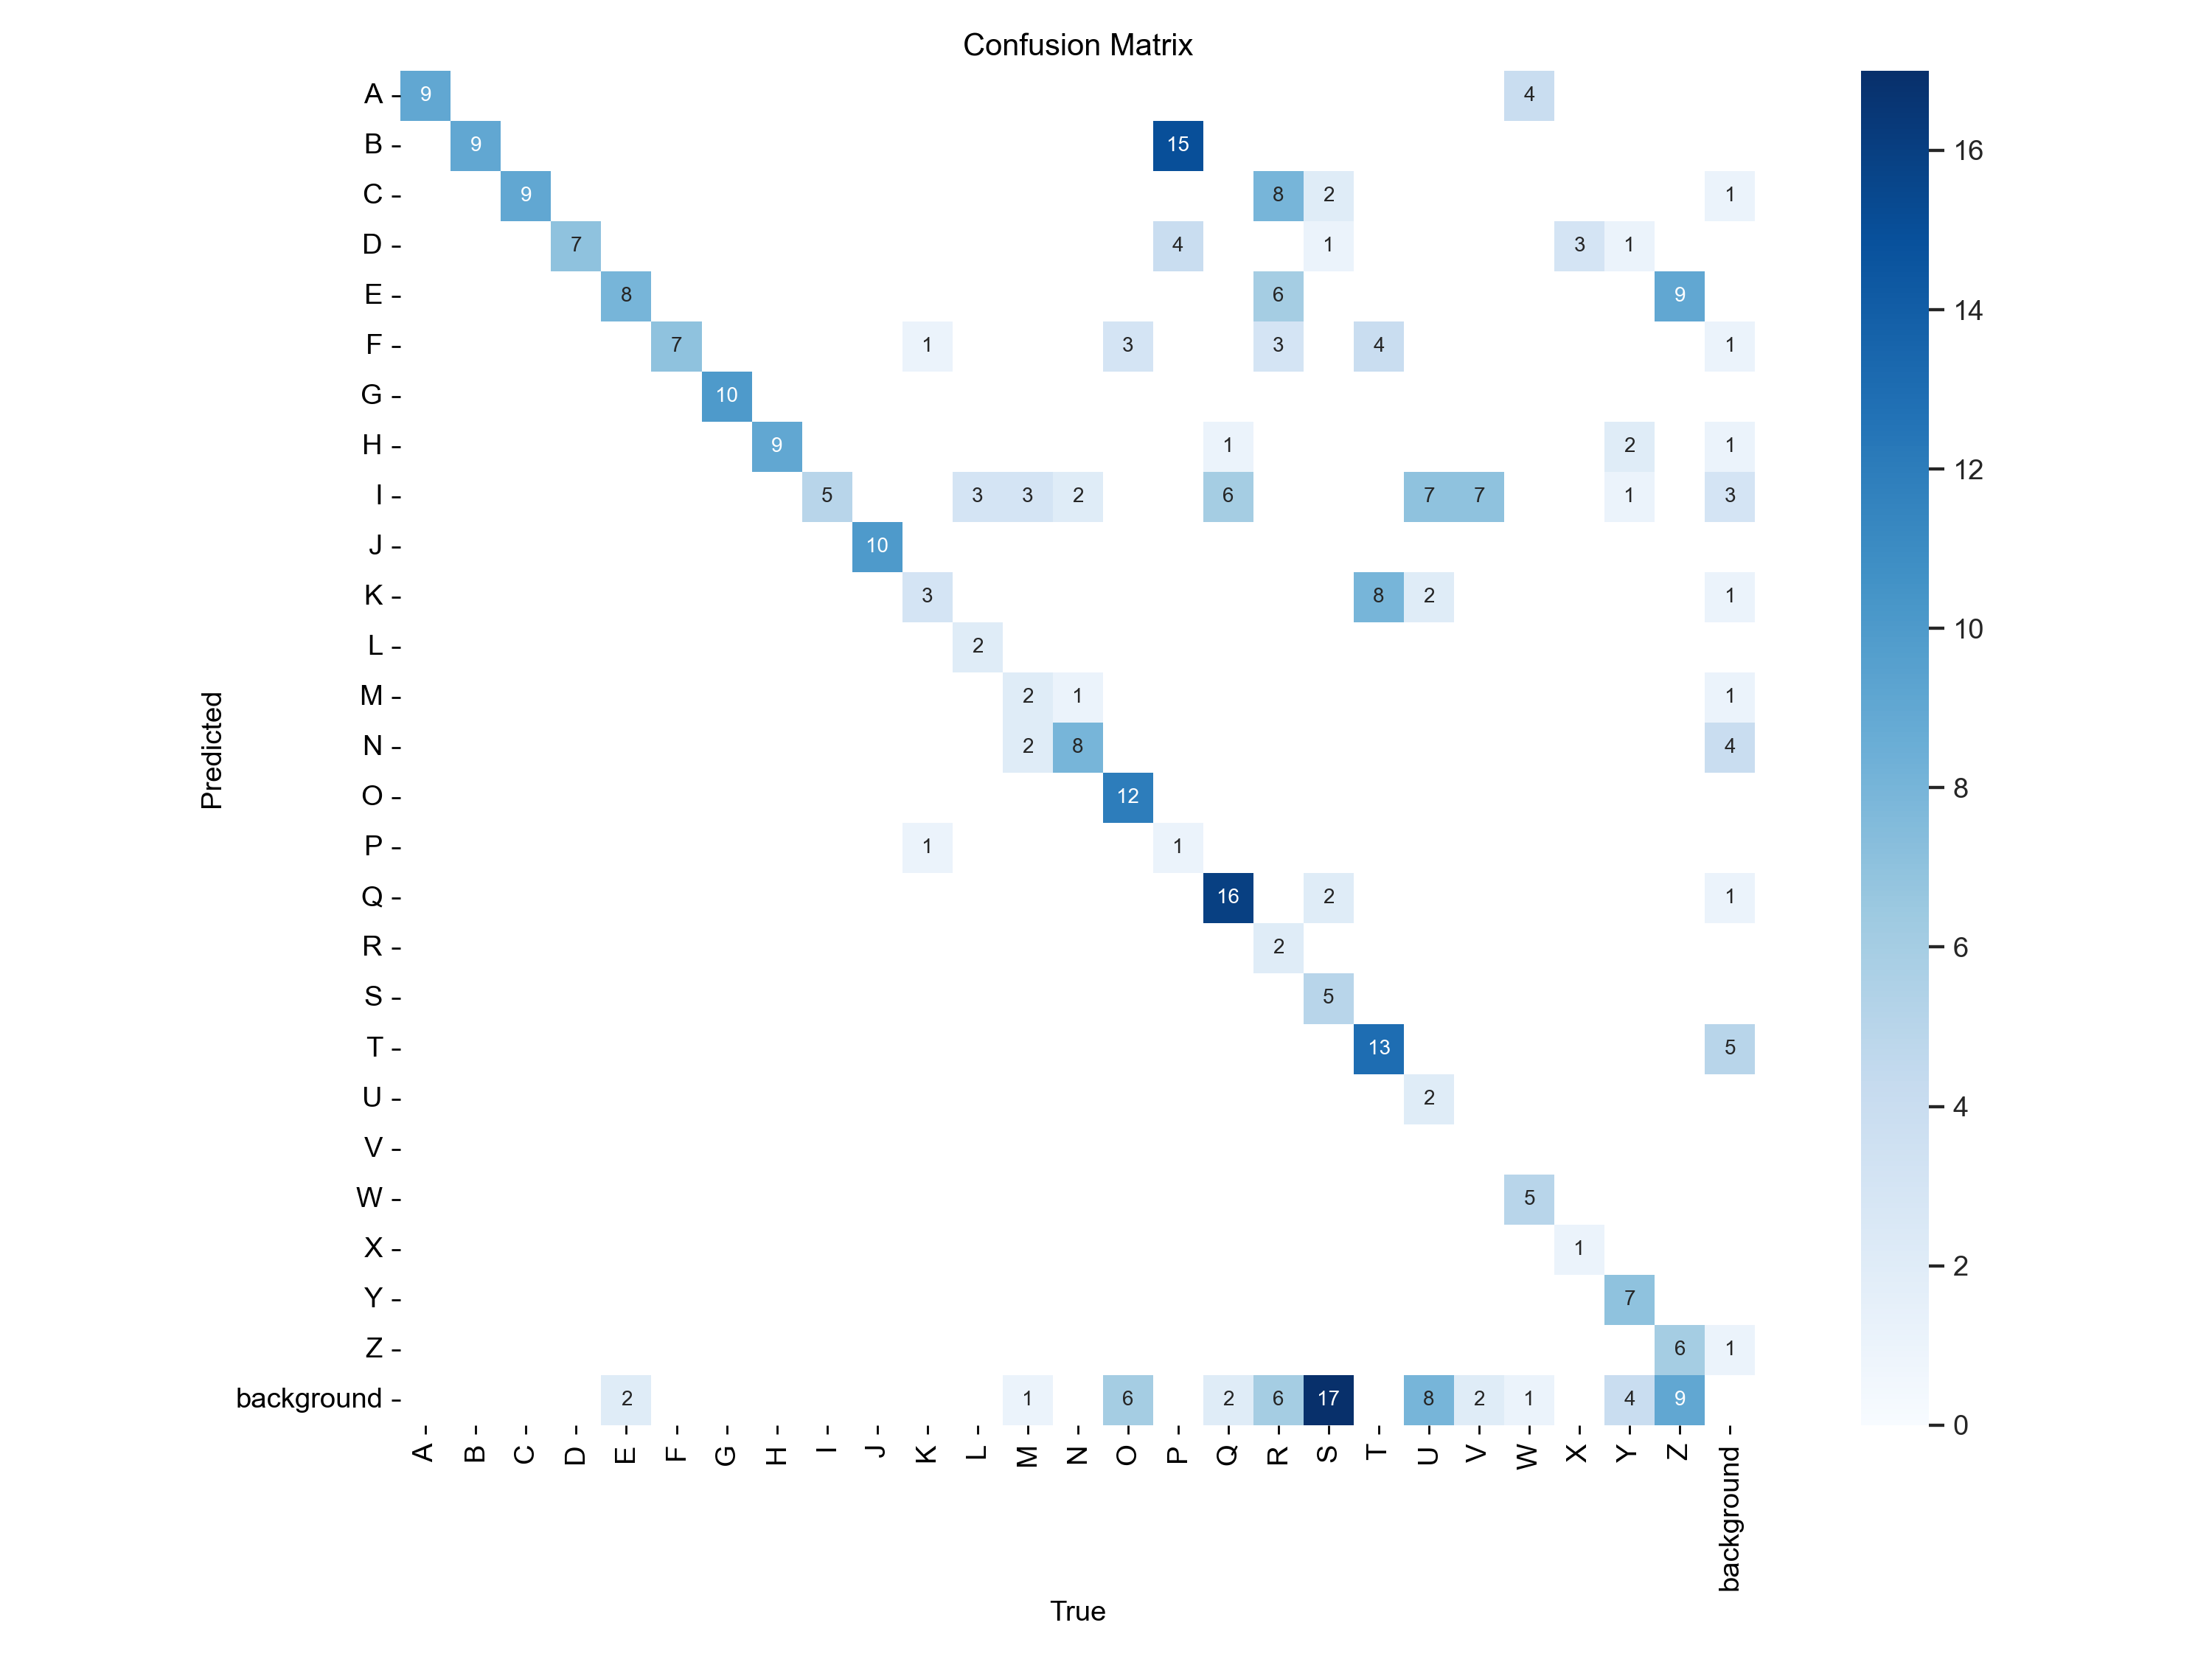 Confusion Matrix
A 9 4
B 9 15
C 9 8 2 1
D 7 4 1 3 1
E 8 6 9
F 7 1 3 3 4 1
G 10
H 9 1 2 1
I 5 3 3 2 6 7 7 1 3
J 10
K 3 8 2 1
L 2
M 2 1 1
N 2 8 4
O 12
P 1 1
Q 16 2 1
R 2
S 5
T 13 5
U 2
V
W 5
X 1
Y 7
Z 6 1
background 2 1 6 2 6 17 8 2 1 4 9
A B C D E F G H I J K L M N O P Q R S T U V W X Y Z background
True
Predicted
16
14
12
10
8
6
4
2
0